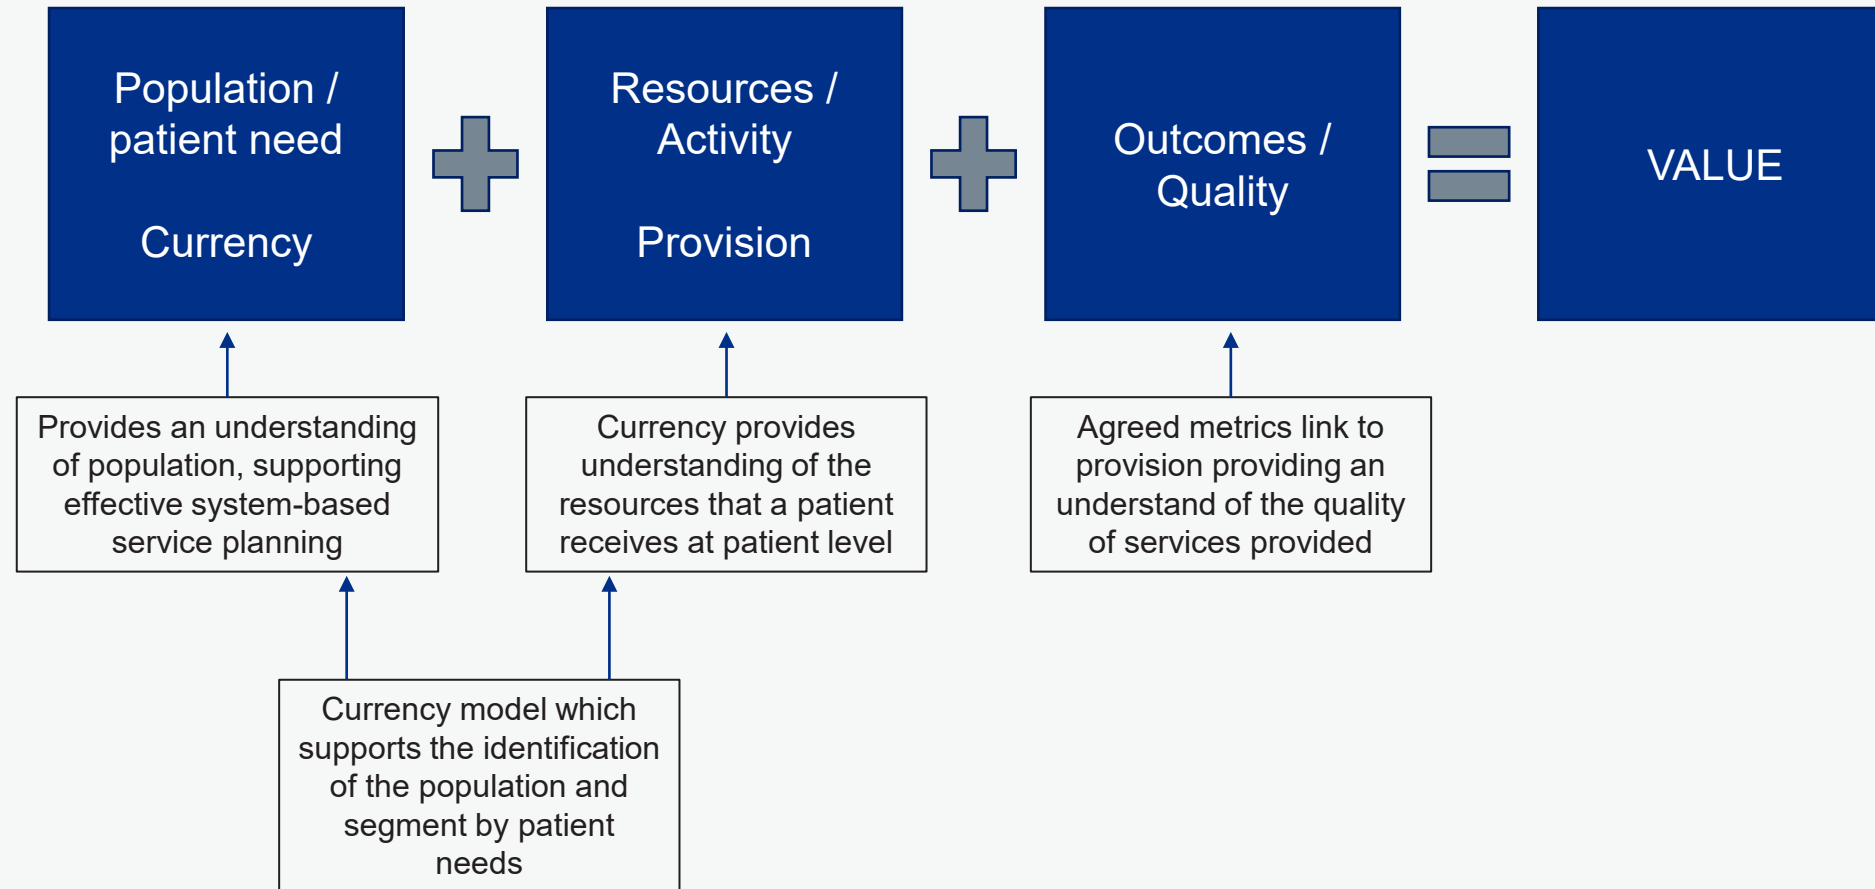 Population /
patient need
Currency
Resources /
Activity
Provision
Outcomes /
Quality
VALUE
Provides an understanding
of population, supporting
effective system-based
service planning
Currency provides
understanding of the
resources that a patient
receives at patient level
Agreed metrics link to
provision providing an
understand of the quality
of services provided
Currency model which
supports the identification
of the population and
segment by patient
needs